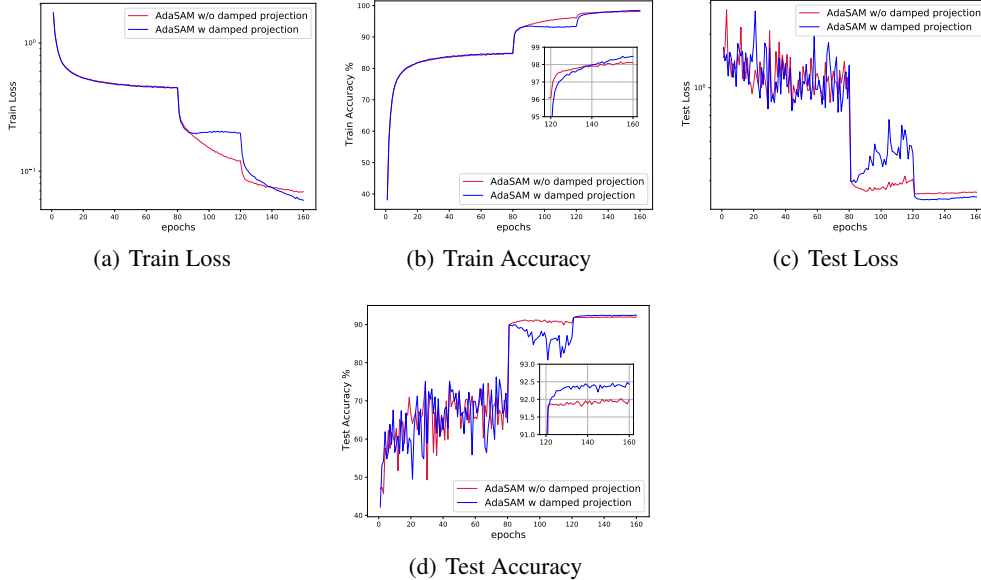 AdaSAM w/o damped projection
AdaSAM w damped projection
10⁰
10⁻¹
Train Loss
0 20 40 60 80 100 120 140 160
epochs
(a) Train Loss
100
90
80
70
60
50
40
Train Accuracy %
99
98
97
96
95
120 140 160
AdaSAM w/o damped projection
AdaSAM w damped projection
0 20 40 60 80 100 120 140 160
epochs
(b) Train Accuracy
AdaSAM w/o damped projection
AdaSAM w damped projection
10⁰
Test Loss
0 20 40 60 80 100 120 140 160
epochs
(c) Test Loss
90
80
70
60
50
40
Test Accuracy %
93.0
92.5
92.0
91.5
91.0
120 140 160
AdaSAM w/o damped projection
AdaSAM w damped projection
0 20 40 60 80 100 120 140 160
epochs
(d) Test Accuracy